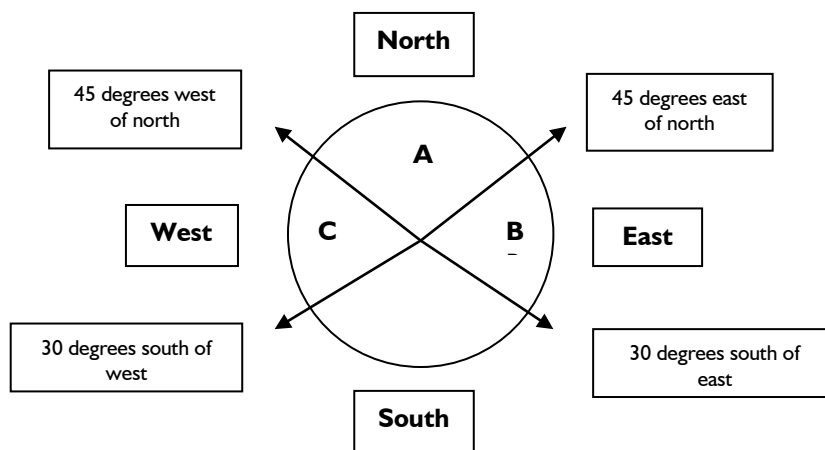 North
45 degrees west
of north
45 degrees east
of north
A
West
C
B
East
30 degrees south of
west
30 degrees south of
east
South